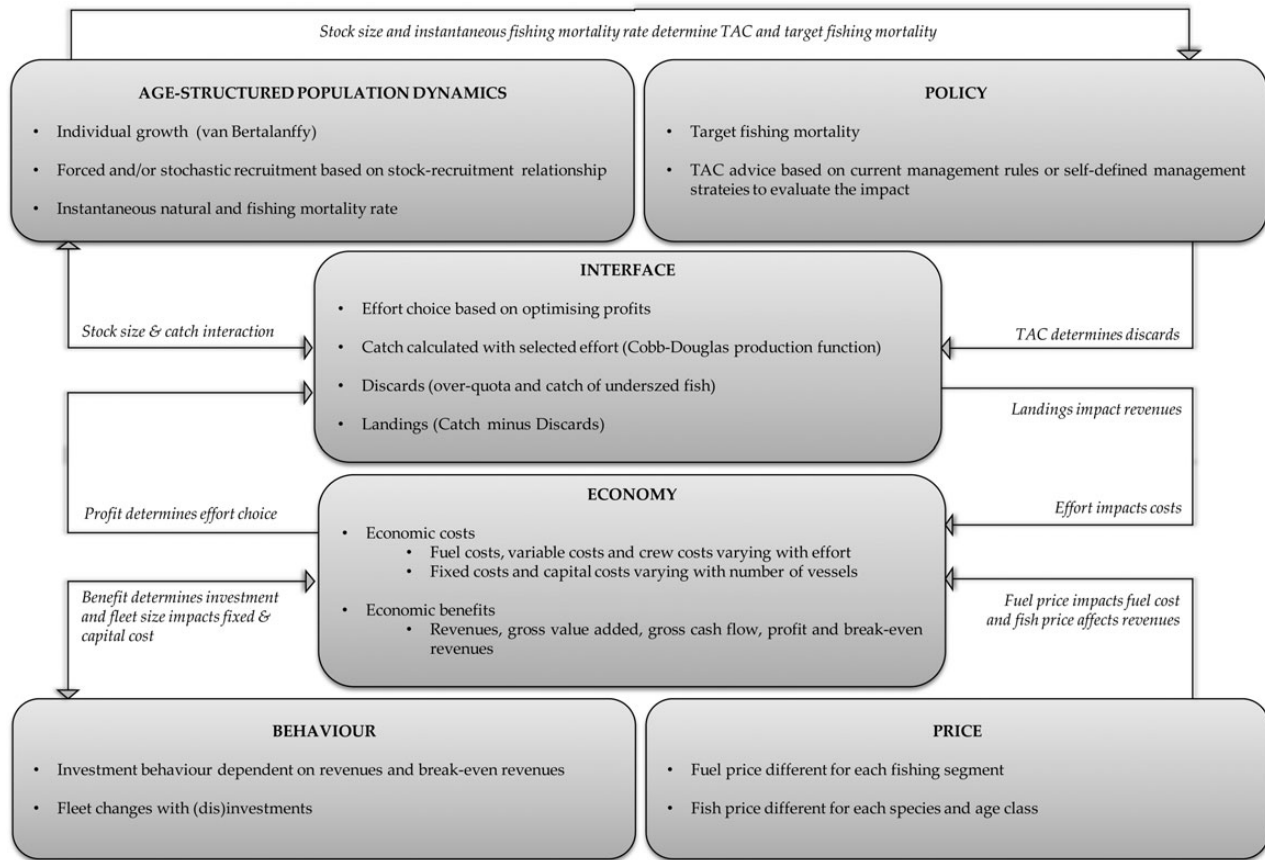 Stock size and instantaneous fishing mortality rate determine TAC and target fishing mortality
AGE-STRUCTURED POPULATION DYNAMICS
• Individual growth (van Bertalanffy)
• Forced and/or stochastic recruitment based on stock-recruitment relationship
• Instantaneous natural and fishing mortality rate
POLICY
• Target fishing mortality
• TAC advice based on current management rules or self-defined management
strateies to evaluate the impact
INTERFACE
• Effort choice based on optimising profits
• Catch calculated with selected effort (Cobb-Douglas production function)
• Discards (over-quota and catch of underszed fish)
• Landings (Catch minus Discards)
Stock size & catch interaction
TAC determines discards
Landings impact revenues
Profit determines effort choice
Effort impacts costs
ECONOMY
• Economic costs
• Fuel costs, variable costs and crew costs varying with effort
• Fixed costs and capital costs varying with number of vessels
• Economic benefits
• Revenues, gross value added, gross cash flow, profit and break-even
revenues
Benefit determines investment
and fleet size impacts fixed &
capital cost
Fuel price impacts fuel cost
and fish price affects revenues
BEHAVIOUR
• Investment behaviour dependent on revenues and break-even revenues
• Fleet changes with (dis)investments
PRICE
• Fuel price different for each fishing segment
• Fish price different for each species and age class